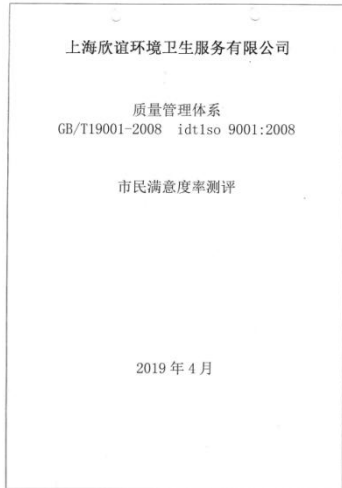 上海欣谊环境卫生服务有限公司
质量管理体系
GB/T19001-2008 idt1so 9001:2008
市民满意度率测评
2019 年 4 月